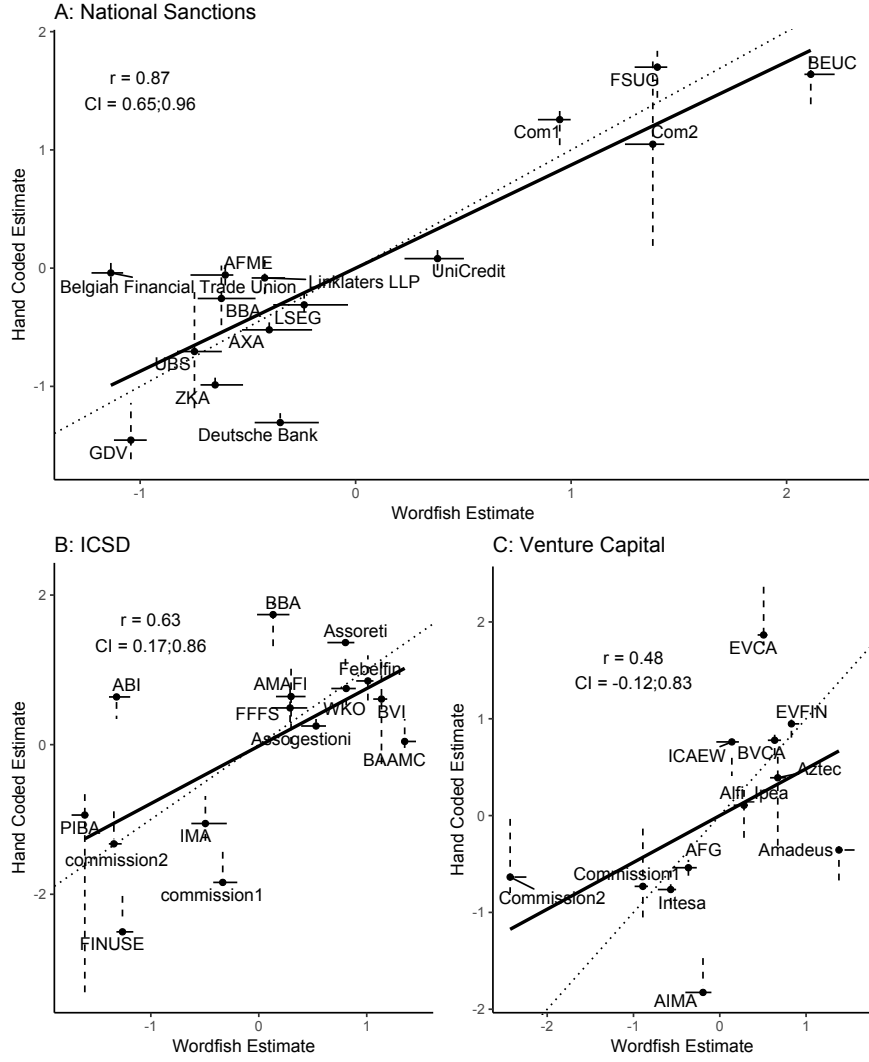 A: National Sanctions
2
r = 0.87
CI = 0.65;0.96
FSUG
BEUC
Com1
Com2
1
Hand Coded Estimate
0
AFME
Belgian Financial Trade Union
Linklaters LLP
UniCredit
BBA
LSEG
AXA
UBS
-1
ZKA
Deutsche Bank
GDV
-1 0 1 2
Wordfish Estimate
B: ICSD
2
r = 0.63
CI = 0.17;0.86
BBA
Assoreti
ABI
AMAFI
Febelfin
FFFS
WKO
BVI
Assogestioni
BAAMC
0
Hand Coded Estimate
PIBA
IMA
commission2
commission1
-2
FINUSE
-1 0 1
Wordfish Estimate
C: Venture Capital
2
r = 0.48
CI = -0.12;0.83
EVCA
EVFIN
1
ICAEW
BVCA
Aztec
Alfi
Ipea
0
Hand Coded Estimate
AFG
Amadeus
Commission1
Commission2
Intesa
-1
AIMA
-2
-2 -1 0 1
Wordfish Estimate